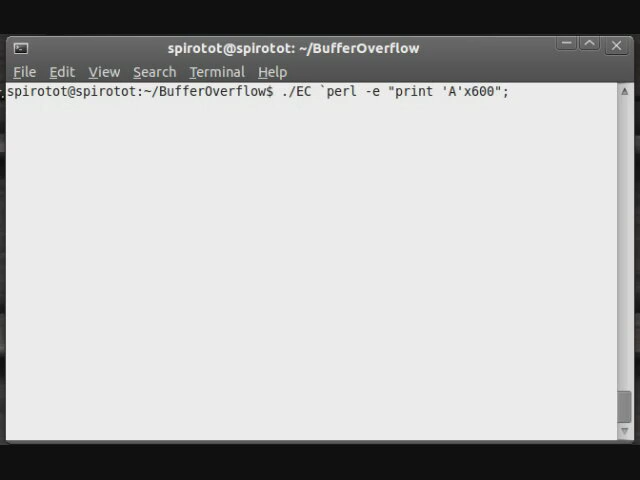 spirotot@spirotot: ~/BufferOverflow
File Edit View Search Terminal Help
spirotot@spirotot:~/BufferOverflow$ ./EC `perl -e "print 'A'x600";